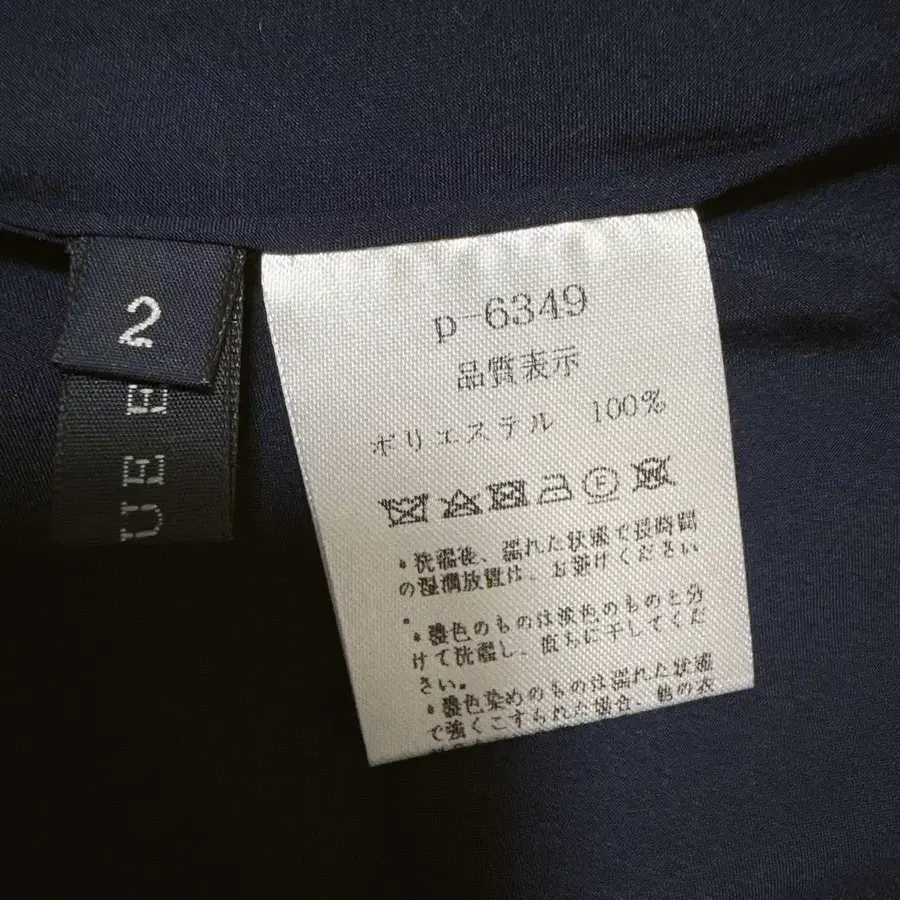 2
U E E
p-6349
品質表示
ポリエステル 100%
F
・洗濯後、濡れた状態で長時間
の湿潤放置は、お避けください
。
・濃色のものは淡色のものと分
けて洗濯し、直ちに干してくだ
さい。
・濃色染めのものは濡れた状態
で強くこすられた場合、他の衣